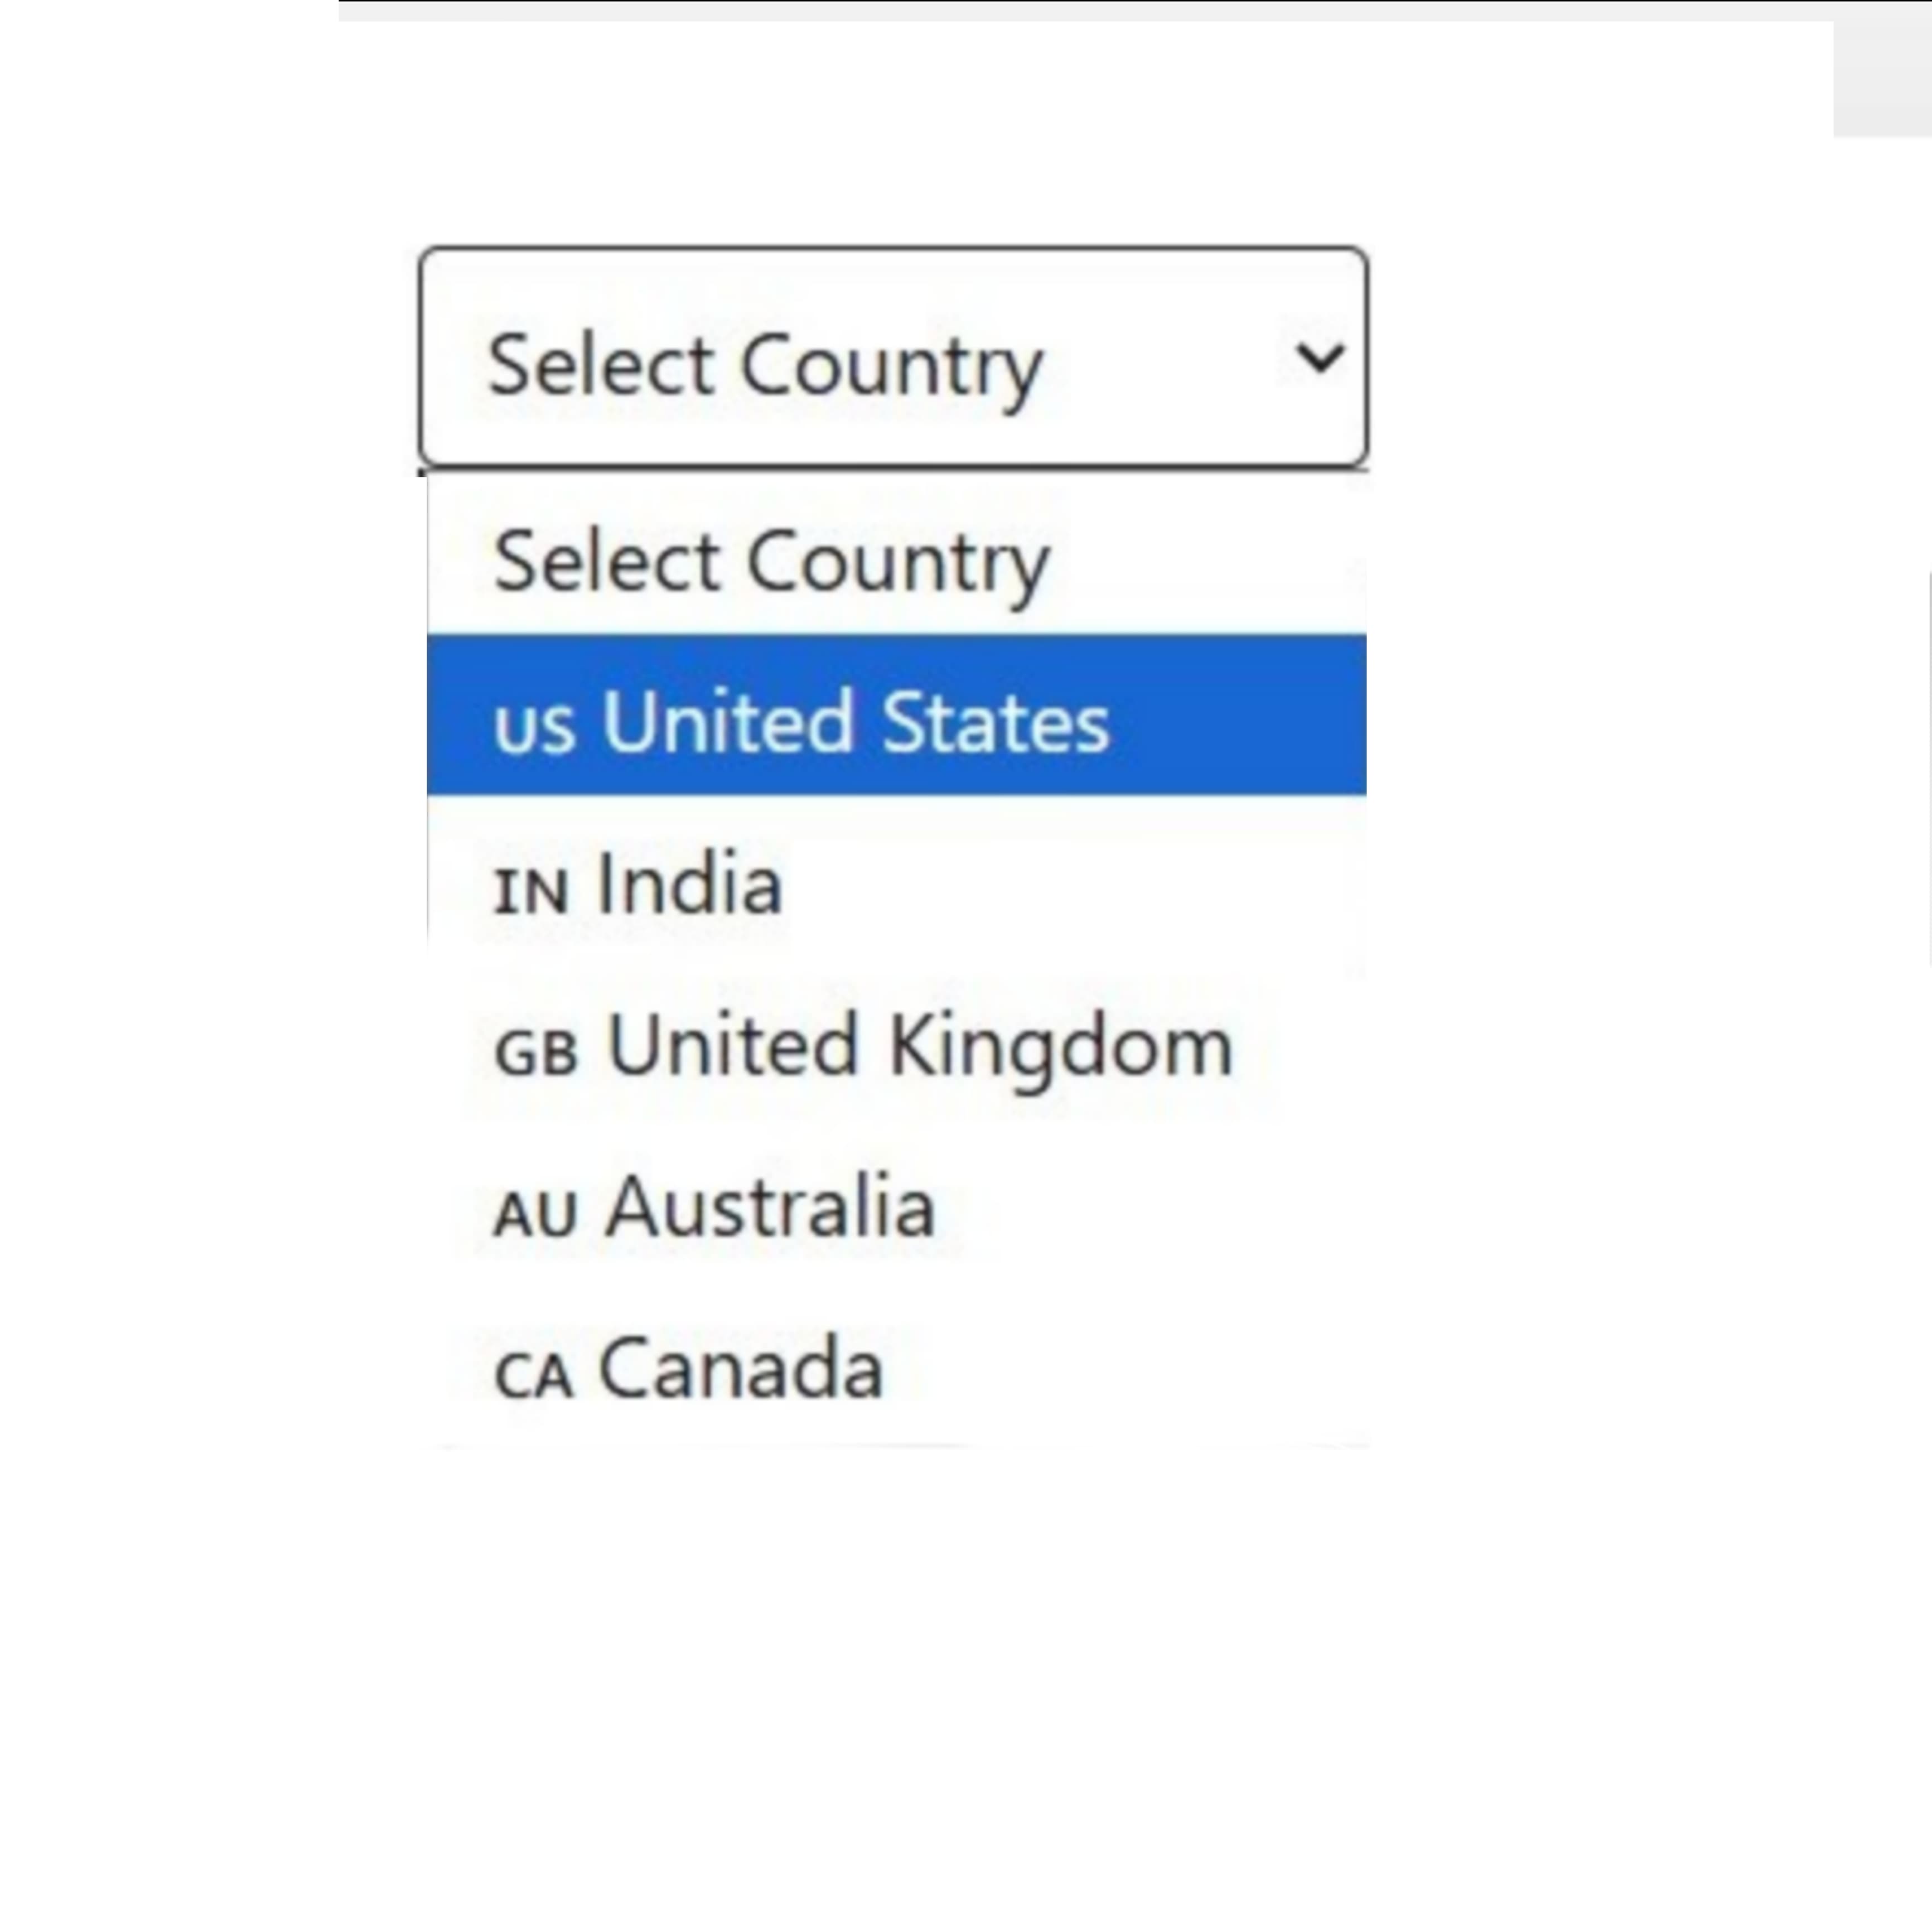 Select Country
Select Country
US United States
IN India
GB United Kingdom
AU Australia
CA Canada